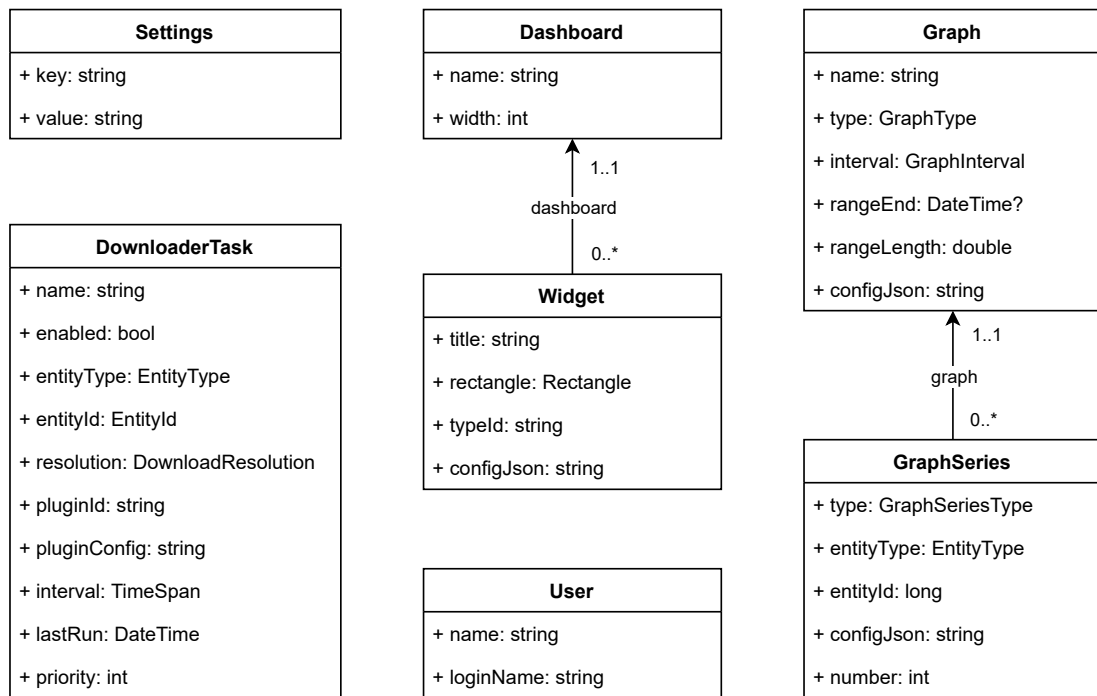 Settings
+ key: string
+ value: string
Dashboard
+ name: string
+ width: int
Graph
+ name: string
+ type: GraphType
+ interval: GraphInterval
+ rangeEnd: DateTime?
+ rangeLength: double
+ configJson: string
1..1
dashboard
0..*
DownloaderTask
+ name: string
+ enabled: bool
+ entityType: EntityType
+ entityId: EntityId
+ resolution: DownloadResolution
+ pluginId: string
+ pluginConfig: string
+ interval: TimeSpan
+ lastRun: DateTime
+ priority: int
Widget
+ title: string
+ rectangle: Rectangle
+ typeId: string
+ configJson: string
1..1
graph
0..*
GraphSeries
+ type: GraphSeriesType
+ entityType: EntityType
+ entityId: long
+ configJson: string
+ number: int
User
+ name: string
+ loginName: string